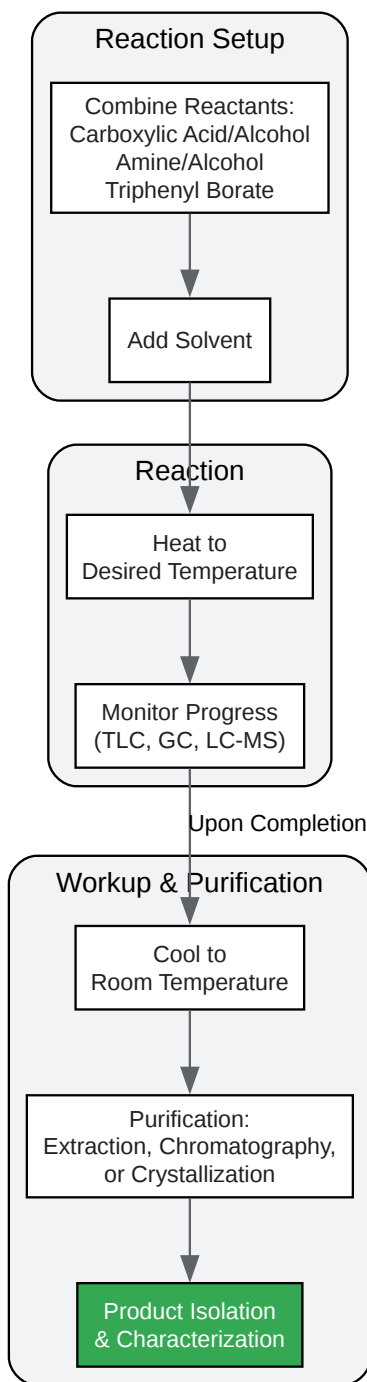 Reaction Setup
Combine Reactants:
Carboxylic Acid/Alcohol
Amine/Alcohol
Triphenyl Borate
Add Solvent
Reaction
Heat to
Desired Temperature
Monitor Progress
(TLC, GC, LC-MS)
Upon Completion
Workup & Purification
Cool to
Room Temperature
Purification:
Extraction, Chromatography,
or Crystallization
Product Isolation
& Characterization